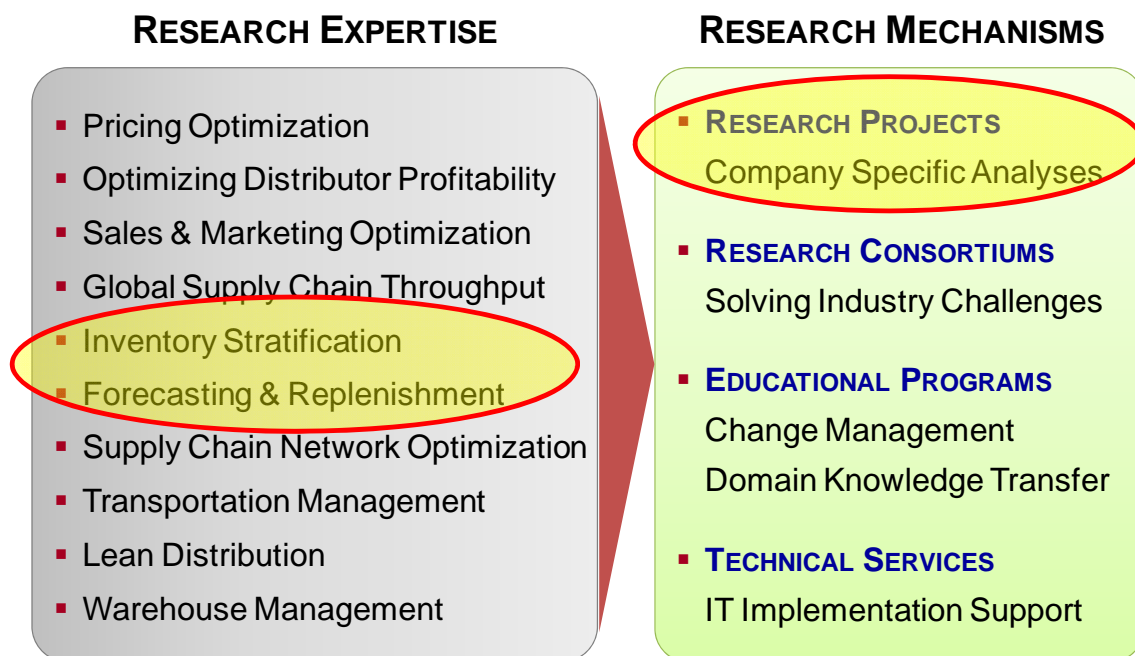 RESEARCH EXPERTISE
▪ Pricing Optimization
▪ Optimizing Distributor Profitability
▪ Sales & Marketing Optimization
▪ Global Supply Chain Throughput
▪ Inventory Stratification
▪ Forecasting & Replenishment
▪ Supply Chain Network Optimization
▪ Transportation Management
▪ Lean Distribution
▪ Warehouse Management
RESEARCH MECHANISMS
▪ RESEARCH PROJECTS
Company Specific Analyses
▪ RESEARCH CONSORTIUMS
Solving Industry Challenges
▪ EDUCATIONAL PROGRAMS
Change Management
Domain Knowledge Transfer
▪ TECHNICAL SERVICES
IT Implementation Support